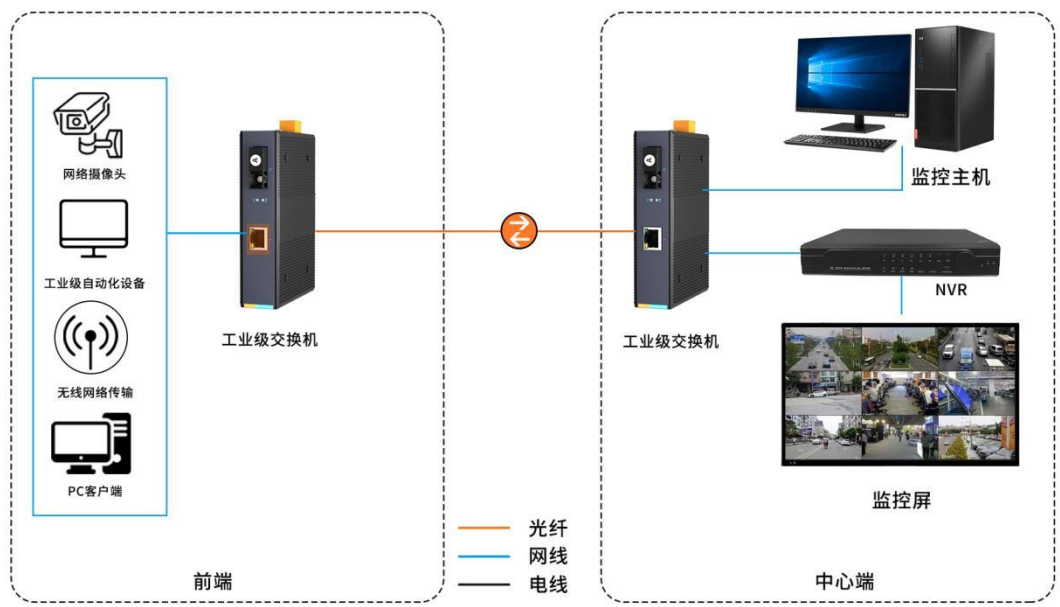 网络摄像头
工业级自动化设备
无线网络传输
PC客户端
工业级交换机
前端
光纤
网线
电线
工业级交换机
监控主机
NVR
监控屏
中心端